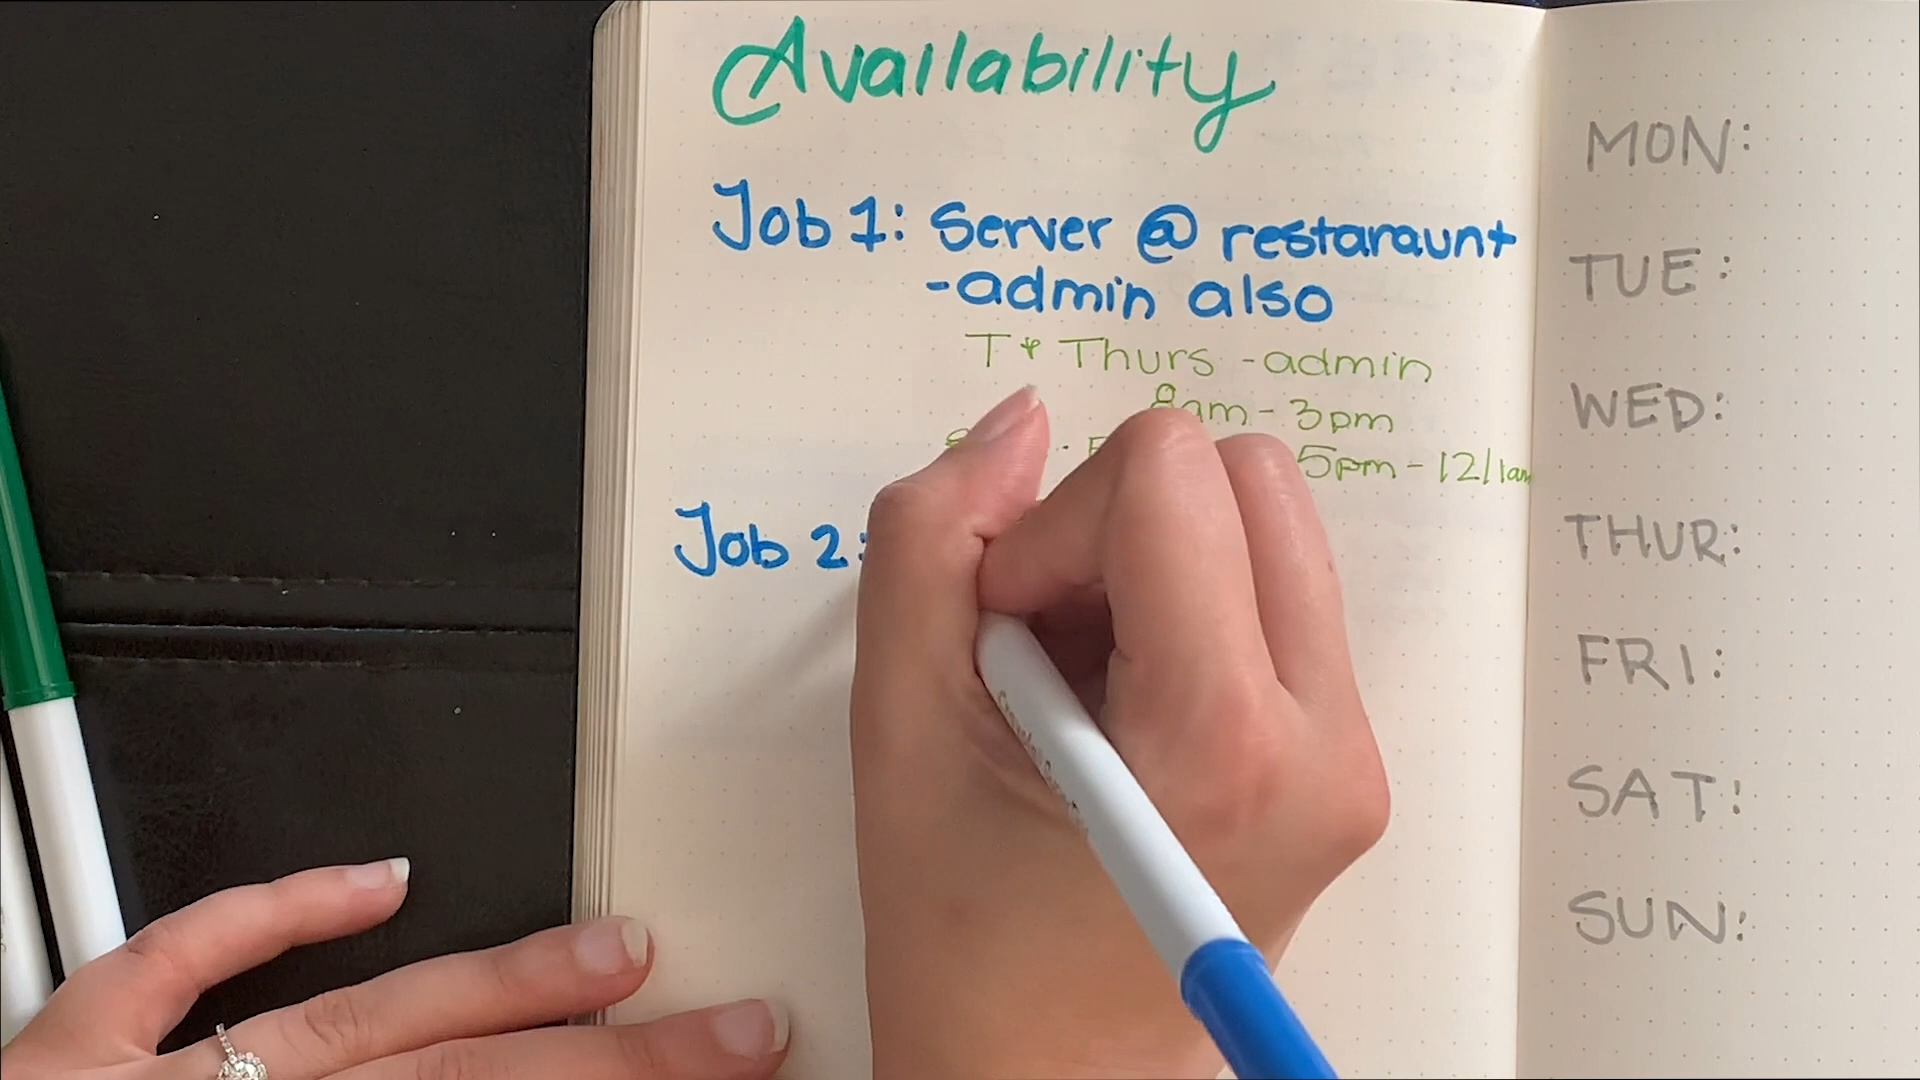 Availability
Job 1: Server @ restaraunt
-admin also
T & Thurs - admin
8am - 3pm
5pm - 12/1am
Job 2:
MON:
TUE:
WED:
THUR:
FRI:
SAT:
SUN: